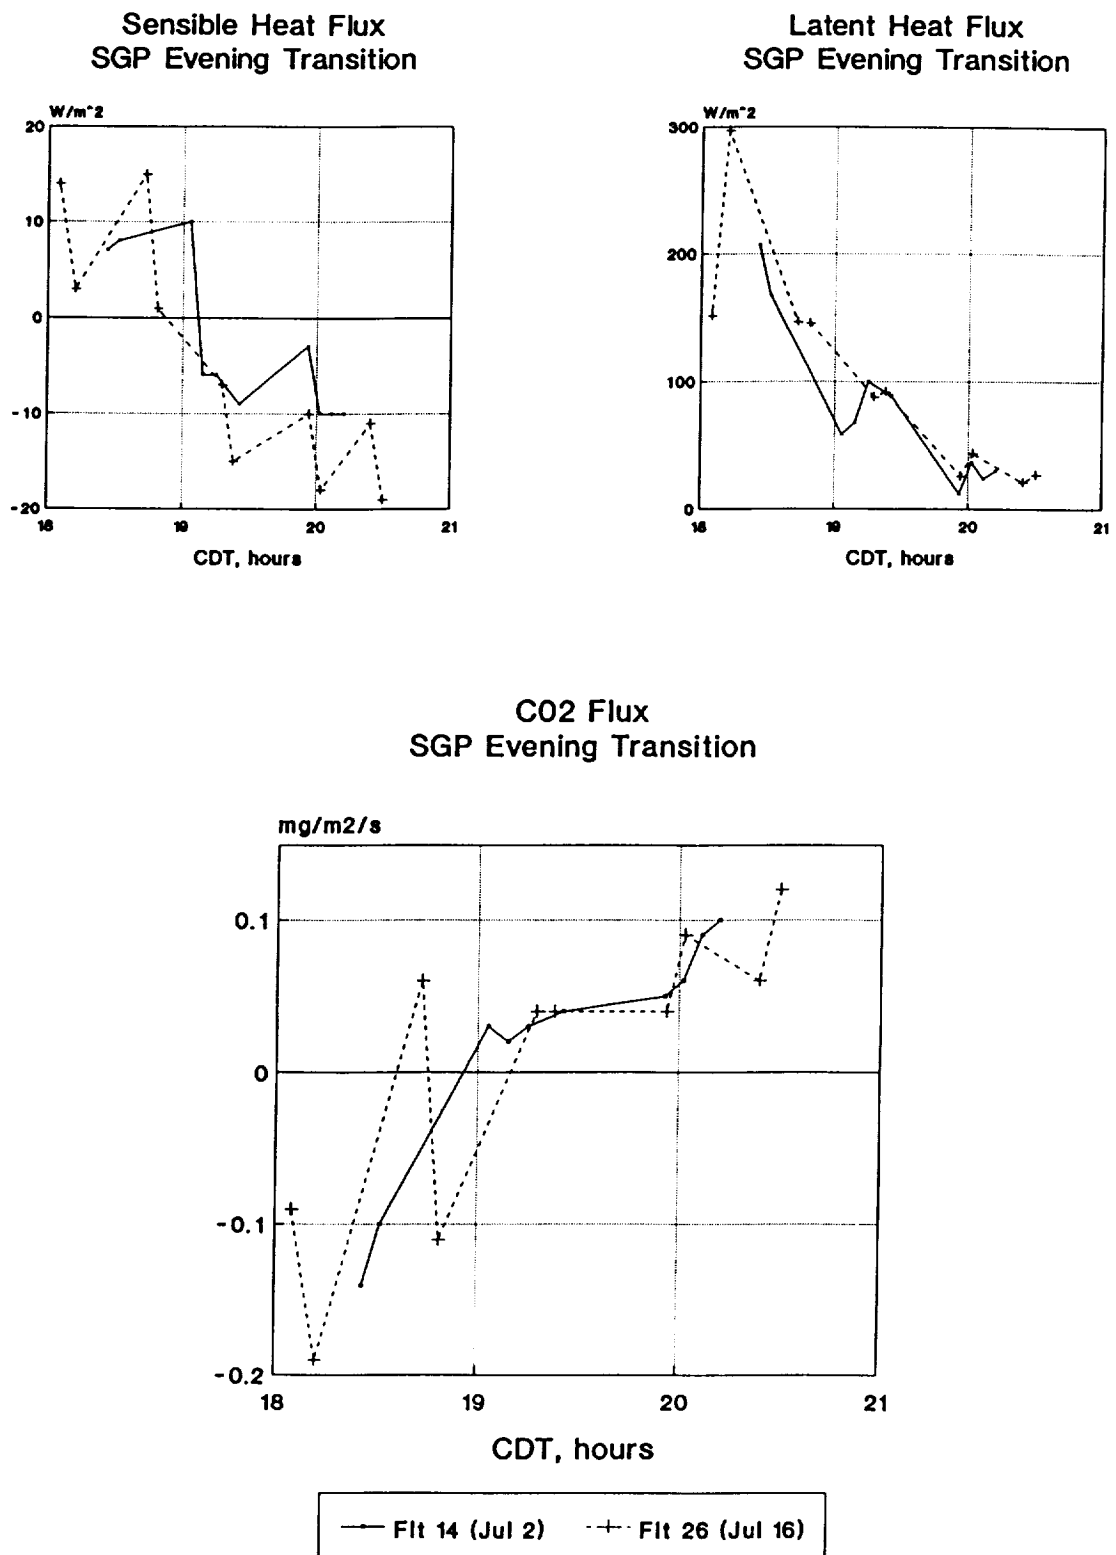 Sensible Heat Flux
SGP Evening Transition
W/m^2
20
10
0
-10
-20
18
19
20
21
CDT, hours
Latent Heat Flux
SGP Evening Transition
W/m^2
300
200
100
0
18
19
20
21
CDT, hours
C02 Flux
SGP Evening Transition
mg/m2/s
0.1
0
-0.1
-0.2
18
19
20
21
CDT, hours
Flt 14 (Jul 2)
Flt 26 (Jul 16)